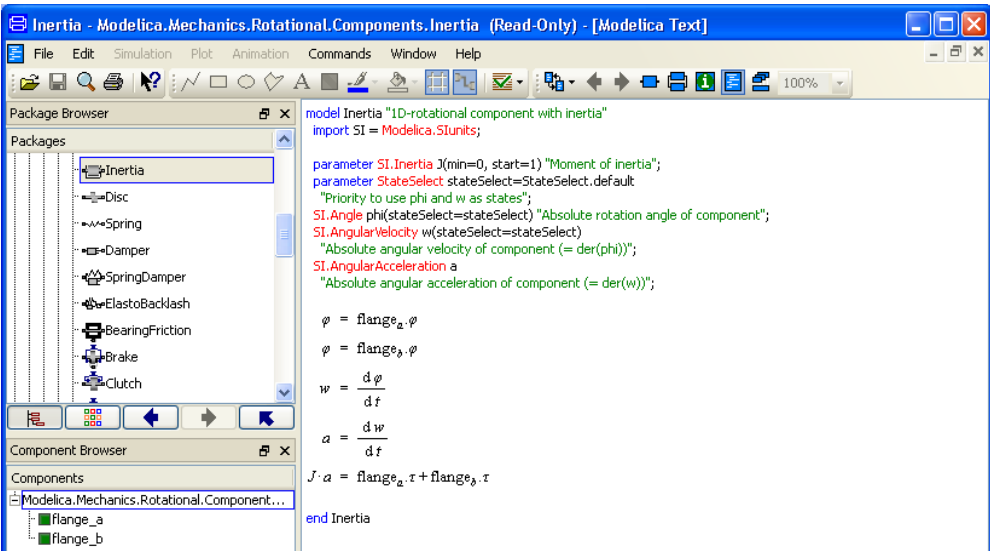 Inertia - Modelica.Mechanics.Rotational.Components.Inertia (Read-Only) - [Modelica Text]
File Edit Simulation Plot Animation Commands Window Help
100%
Package Browser
Packages
Inertia
Disc
Spring
Damper
SpringDamper
ElastoBacklash
BearingFriction
Brake
Clutch
Component Browser
Components
Modelica.Mechanics.Rotational.Component...
flange_a
flange_b
model Inertia "1D-rotational component with inertia"
import SI = Modelica.SIunits;
parameter SI.Inertia J(min=0, start=1) "Moment of inertia";
parameter StateSelect stateSelect=StateSelect.default
"Priority to use phi and w as states";
SI.Angle phi(stateSelect=stateSelect) "Absolute rotation angle of component";
SI.AngularVelocity w(stateSelect=stateSelect)
"Absolute angular velocity of component (= der(phi))";
SI.AngularAcceleration a
"Absolute angular acceleration of component (= der(w))";
φ = flangeₐ.φ
φ = flange_b.φ
w = dφ/dt
a = dw/dt
J·a = flangeₐ.τ+flange_b.τ
end Inertia